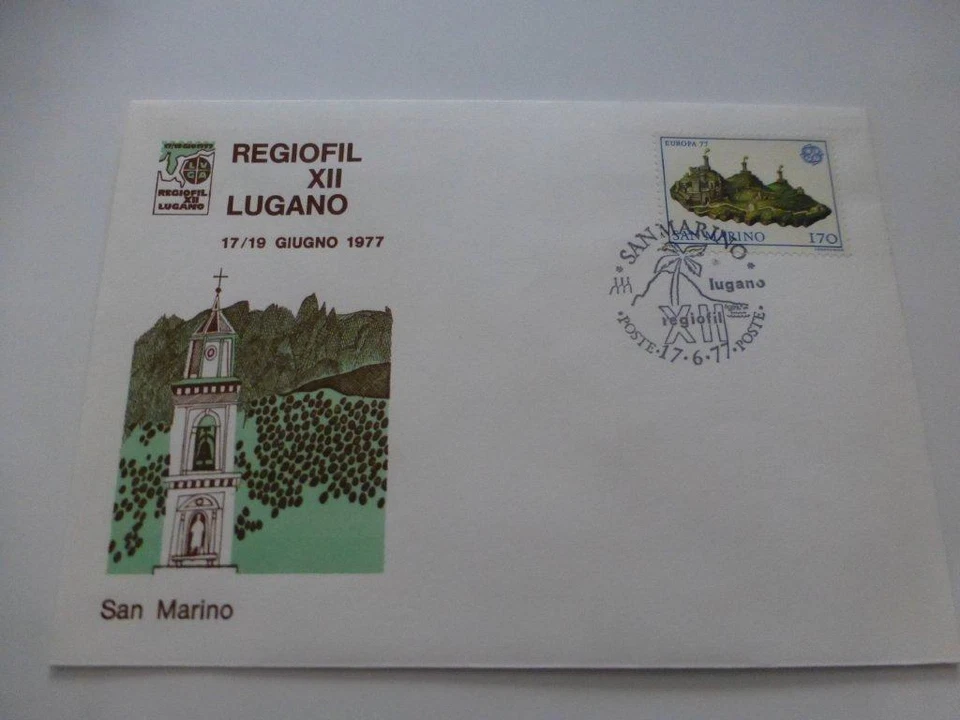 REGIOFIL
XII
LUGANO
17/19 GIUGNO 1977
REGIOFIL
XII
LUGANO
San Marino
EUROPA 77
SAN MARINO 170
SAN MARINO
lugano
regiofil
XII
POSTE · 17 · 6 · 77 · POSTE